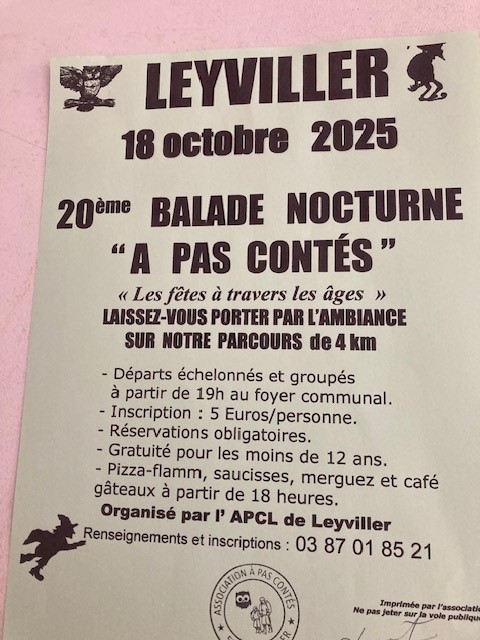 LEYVILLER
18 octobre 2025
20ème BALADE NOCTURNE
“A PAS CONTÉS”
« Les fêtes à travers les âges »
LAISSEZ-VOUS PORTER PAR L’AMBIANCE
SUR NOTRE PARCOURS de 4 km
- Départs échelonnés et groupés
à partir de 19h au foyer communal.
- Inscription : 5 Euros/personne.
- Réservations obligatoires.
- Gratuité pour les moins de 12 ans.
- Pizza-flamm, saucisses, merguez et café
gâteaux à partir de 18 heures.
Organisé par l’ APCL de Leyviller
Renseignements et inscriptions : 03 87 01 85 21
ASSOCIATION A PAS CONTÉS
Imprimée par l'associatio
Ne pas jeter sur la voie publique